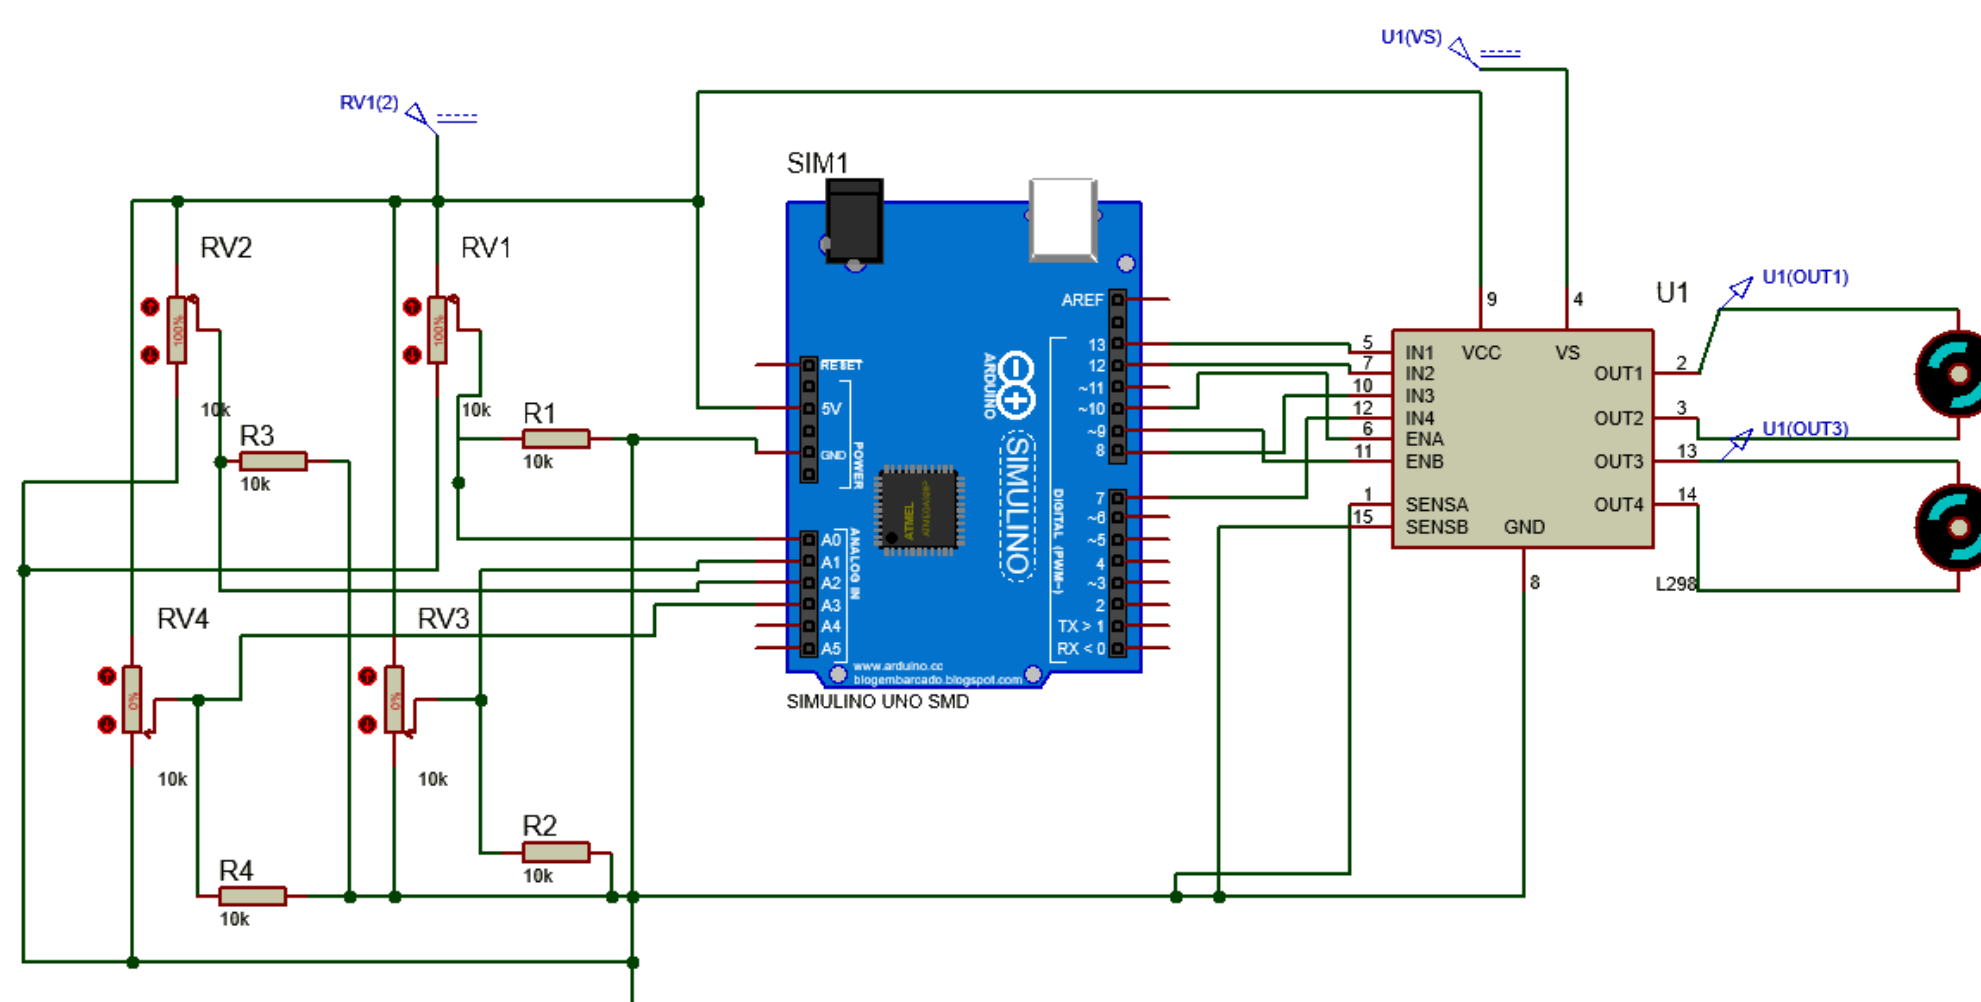 U1(VS)
RV1(2)
SIM1
RV2
RV1
U1(OUT1)
U1
AREF
9
4
13
12
~11
~10
~9
8
7
~6
~5
4
~3
2
TX > 1
RX < 0
RESET
5V
GND
POWER
A0
A1
A2
A3
A4
A5
ANALOG IN
ARDUINO
SIMULINO
DIGITAL (PWM~)
ATMEL
www.arduino.cc
blogembarcado.blogspot.com
SIMULINO UNO SMD
5
7
10
12
6
11
1
15
IN1
IN2
IN3
IN4
ENA
ENB
SENSA
SENSB
VCC
VS
GND
OUT1
OUT2
OUT3
OUT4
2
3
13
14
8
L298
U1(OUT3)
100%
100%
10k
10k
R1
10k
R3
10k
RV4
RV3
0%
0%
10k
10k
R2
10k
R4
10k